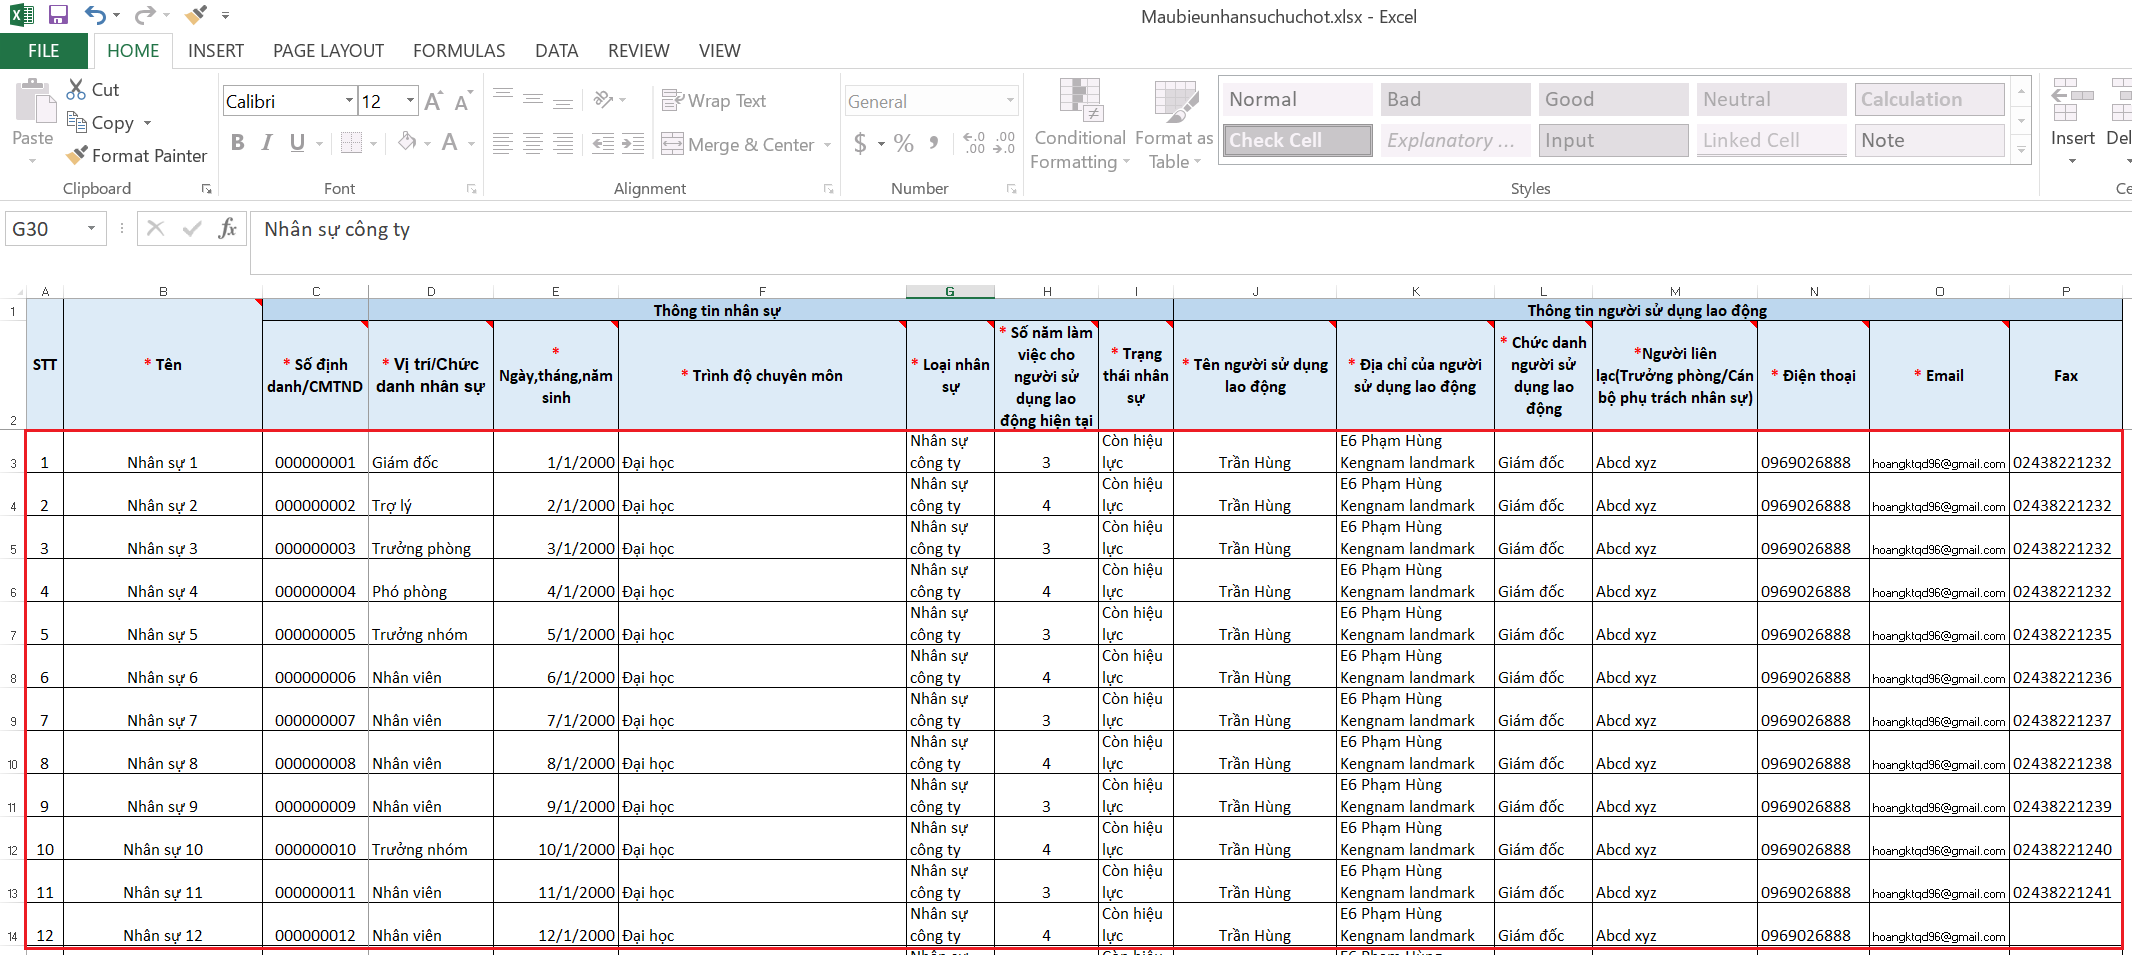 Maubieunhansuchuchot.xlsx - Excel
FILE HOME INSERT PAGE LAYOUT FORMULAS DATA REVIEW VIEW
Paste
Cut
Copy
Format Painter
Clipboard
Calibri 12
B I U
Font
Wrap Text
Merge & Center
Alignment
General
$ % , ←.0 .00 .00 →.0
Number
Conditional Formatting
Format as Table
Normal Bad Good Neutral Calculation
Check Cell Explanatory ... Input Linked Cell Note
Styles
Insert
G30 fx Nhân sự công ty
A B C D E F G H I J K L M N O P
1 Thông tin nhân sự Thông tin người sử dụng lao động
2 STT * Tên * Số định danh/CMTND * Vị trí/Chức danh nhân sự * Ngày,tháng,năm sinh * Trình độ chuyên môn * Loại nhân sự * Số năm làm việc cho người sử dụng lao động hiện tại * Trạng thái nhân sự * Tên người sử dụng lao động * Địa chỉ của người sử dụng lao động * Chức danh người sử dụng lao động *Người liên lạc(Trưởng phòng/Cán bộ phụ trách nhân sự) * Điện thoại * Email Fax
3 1 Nhân sự 1 000000001 Giám đốc 1/1/2000 Đại học Nhân sự công ty 3 Còn hiệu lực Trần Hùng E6 Phạm Hùng Kengnam landmark Giám đốc Abcd xyz 0969026888 hoangktqd96@gmail.com 02438221232
4 2 Nhân sự 2 000000002 Trợ lý 2/1/2000 Đại học Nhân sự công ty 4 Còn hiệu lực Trần Hùng E6 Phạm Hùng Kengnam landmark Giám đốc Abcd xyz 0969026888 hoangktqd96@gmail.com 02438221232
5 3 Nhân sự 3 000000003 Trưởng phòng 3/1/2000 Đại học Nhân sự công ty 3 Còn hiệu lực Trần Hùng E6 Phạm Hùng Kengnam landmark Giám đốc Abcd xyz 0969026888 hoangktqd96@gmail.com 02438221232
6 4 Nhân sự 4 000000004 Phó phòng 4/1/2000 Đại học Nhân sự công ty 4 Còn hiệu lực Trần Hùng E6 Phạm Hùng Kengnam landmark Giám đốc Abcd xyz 0969026888 hoangktqd96@gmail.com 02438221232
7 5 Nhân sự 5 000000005 Trưởng nhóm 5/1/2000 Đại học Nhân sự công ty 3 Còn hiệu lực Trần Hùng E6 Phạm Hùng Kengnam landmark Giám đốc Abcd xyz 0969026888 hoangktqd96@gmail.com 02438221235
8 6 Nhân sự 6 000000006 Nhân viên 6/1/2000 Đại học Nhân sự công ty 4 Còn hiệu lực Trần Hùng E6 Phạm Hùng Kengnam landmark Giám đốc Abcd xyz 0969026888 hoangktqd96@gmail.com 02438221236
9 7 Nhân sự 7 000000007 Nhân viên 7/1/2000 Đại học Nhân sự công ty 3 Còn hiệu lực Trần Hùng E6 Phạm Hùng Kengnam landmark Giám đốc Abcd xyz 0969026888 hoangktqd96@gmail.com 02438221237
10 8 Nhân sự 8 000000008 Nhân viên 8/1/2000 Đại học Nhân sự công ty 4 Còn hiệu lực Trần Hùng E6 Phạm Hùng Kengnam landmark Giám đốc Abcd xyz 0969026888 hoangktqd96@gmail.com 02438221238
11 9 Nhân sự 9 000000009 Nhân viên 9/1/2000 Đại học Nhân sự công ty 3 Còn hiệu lực Trần Hùng E6 Phạm Hùng Kengnam landmark Giám đốc Abcd xyz 0969026888 hoangktqd96@gmail.com 02438221239
12 10 Nhân sự 10 000000010 Trưởng nhóm 10/1/2000 Đại học Nhân sự công ty 4 Còn hiệu lực Trần Hùng E6 Phạm Hùng Kengnam landmark Giám đốc Abcd xyz 0969026888 hoangktqd96@gmail.com 02438221240
13 11 Nhân sự 11 000000011 Nhân viên 11/1/2000 Đại học Nhân sự công ty 3 Còn hiệu lực Trần Hùng E6 Phạm Hùng Kengnam landmark Giám đốc Abcd xyz 0969026888 hoangktqd96@gmail.com 02438221241
14 12 Nhân sự 12 000000012 Nhân viên 12/1/2000 Đại học Nhân sự công ty 4 Còn hiệu lực Trần Hùng E6 Phạm Hùng Kengnam landmark Giám đốc Abcd xyz 0969026888 hoangktqd96@gmail.com